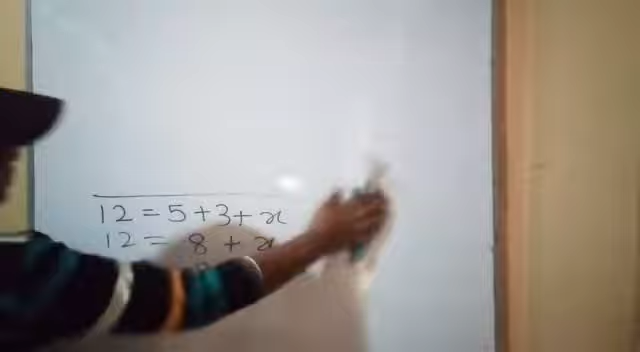 12 = 5 + 3 + x
12 = 8 + x